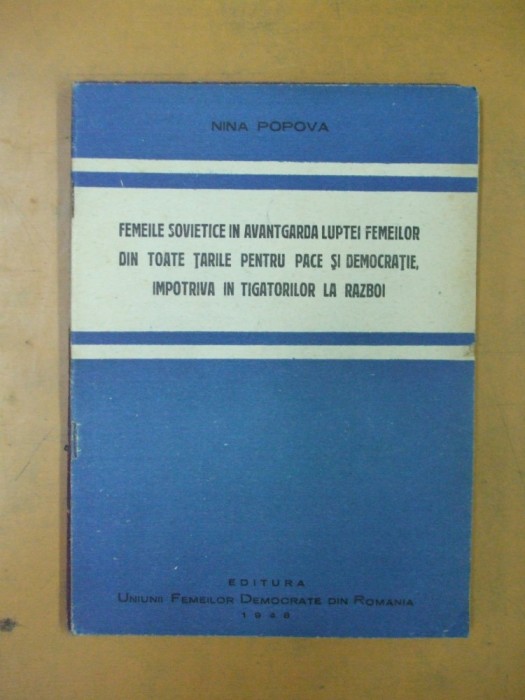 NINA POPOVA
FEMEILE SOVIETICE IN AVANTGARDA LUPTEI FEMEILOR
DIN TOATE ȚARILE PENTRU PACE ȘI DEMOCRAȚIE,
IMPOTRIVA IN TIGATORILOR LA RAZBOI
EDITURA
UNIUNII FEMEILOR DEMOCRATE DIN ROMANIA
1948